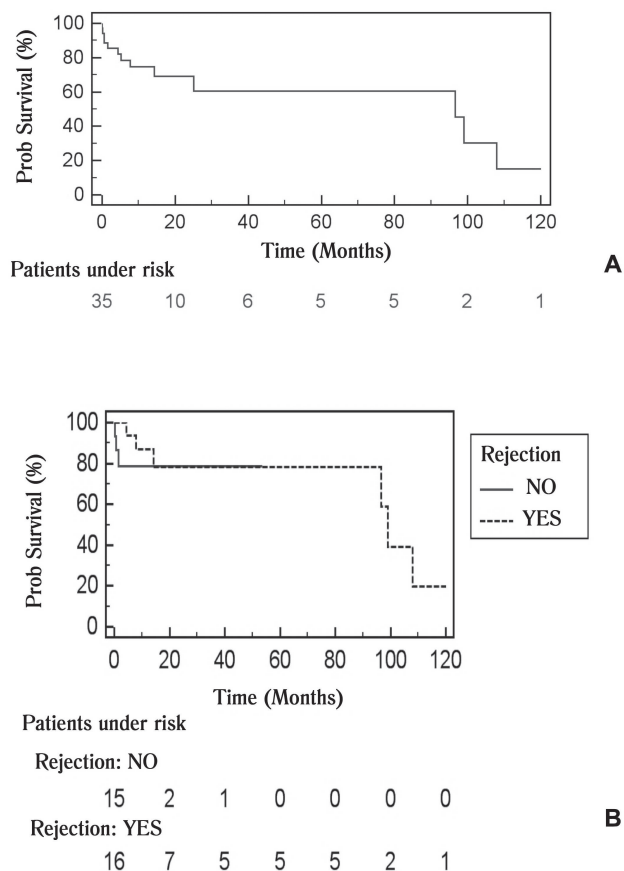 100
80
60
40
20
0
Prob Survival (%)
0 20 40 60 80 100 120
Time (Months)
Patients under risk
35 10 6 5 5 2 1
A
100
80
60
40
20
0
Prob Survival (%)
0 20 40 60 80 100 120
Time (Months)
Rejection
NO
YES
Patients under risk
Rejection: NO
15 2 1 0 0 0 0
Rejection: YES
16 7 5 5 5 2 1
B